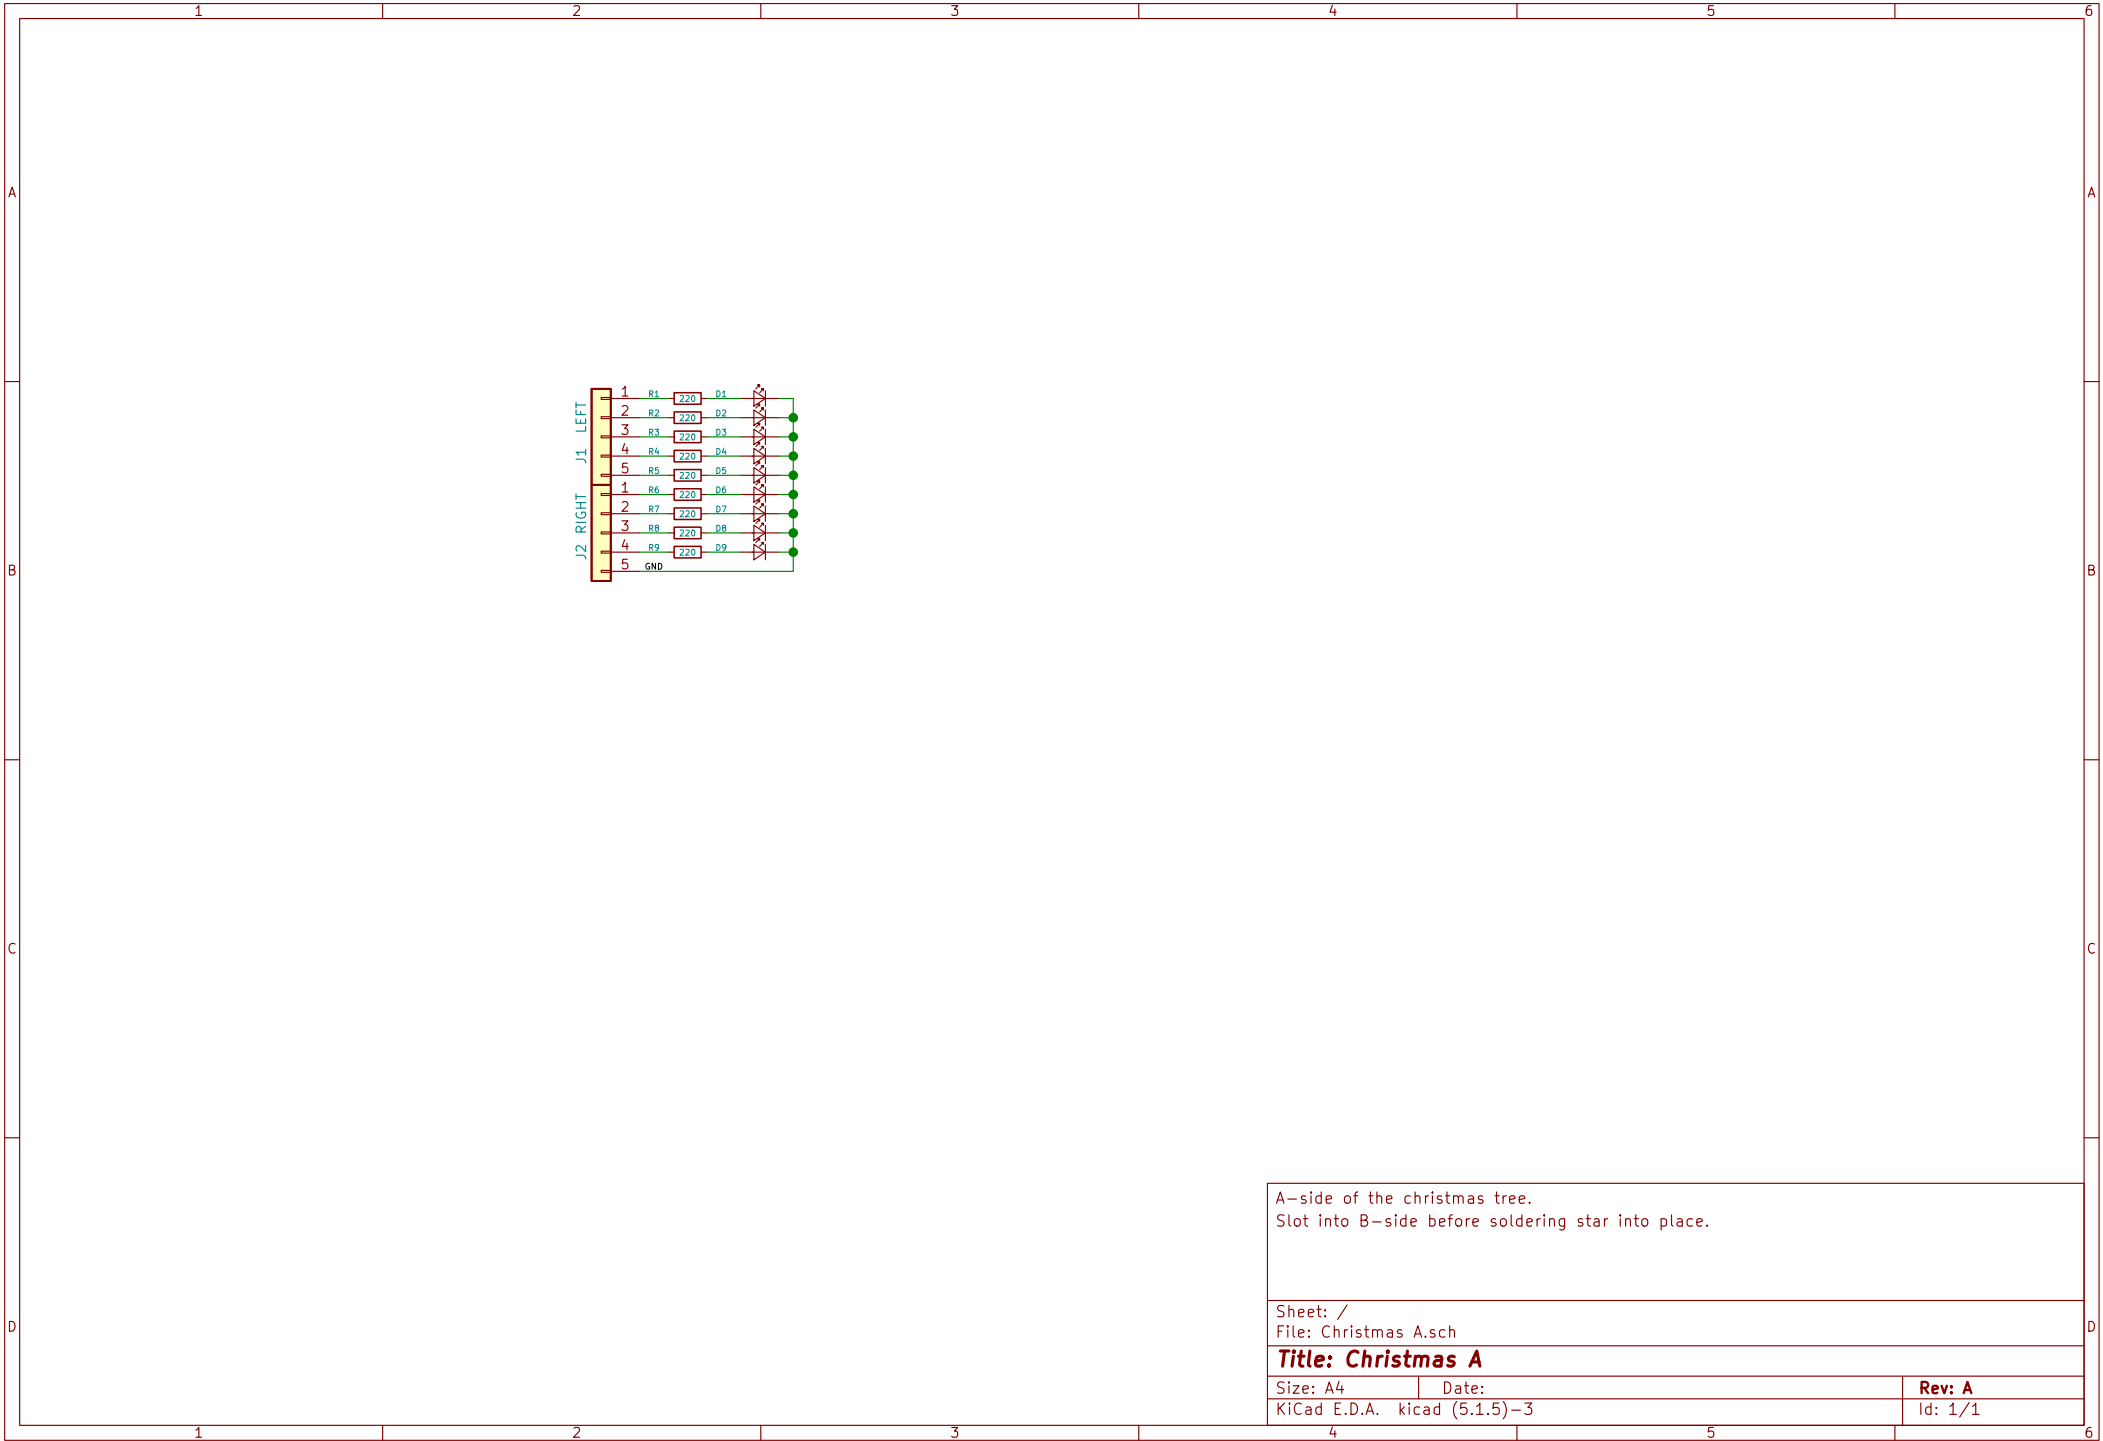 1 2 3 4 5 6
A A
J1 LEFT
1 R1 220 D1
2 R2 220 D2
3 R3 220 D3
4 R4 220 D4
5 R5 220 D5
J2 RIGHT
1 R6 220 D6
2 R7 220 D7
3 R8 220 D8
4 R9 220 D9
5 GND
B B
C C
A-side of the christmas tree.
Slot into B-side before soldering star into place.
Sheet: /
File: Christmas A.sch
D D
Title: Christmas A
Size: A4 Date: Rev: A
KiCad E.D.A. kicad (5.1.5)-3 Id: 1/1
1 2 3 4 5 6